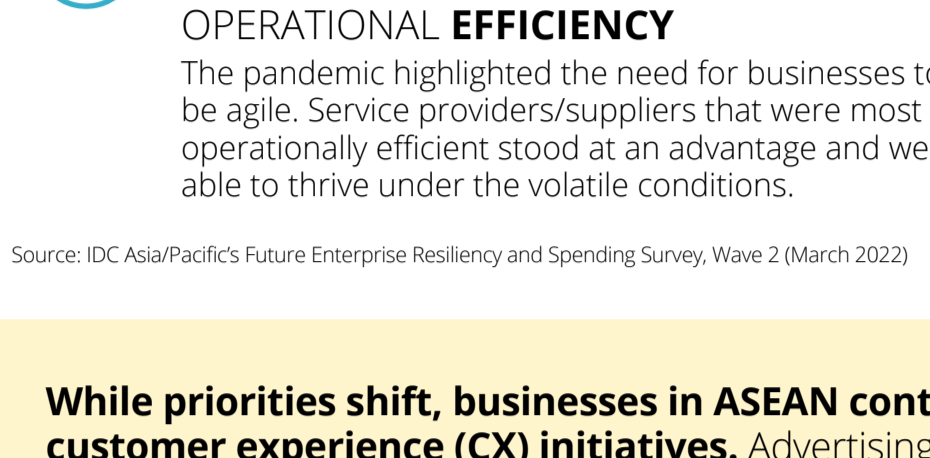 OPERATIONAL EFFICIENCY
The pandemic highlighted the need for businesses to
be agile. Service providers/suppliers that were most
operationally efficient stood at an advantage and we
able to thrive under the volatile conditions.
Source: IDC Asia/Pacific’s Future Enterprise Resiliency and Spending Survey, Wave 2 (March 2022)
While priorities shift, businesses in ASEAN cont
customer experience (CX) initiatives. Advertising